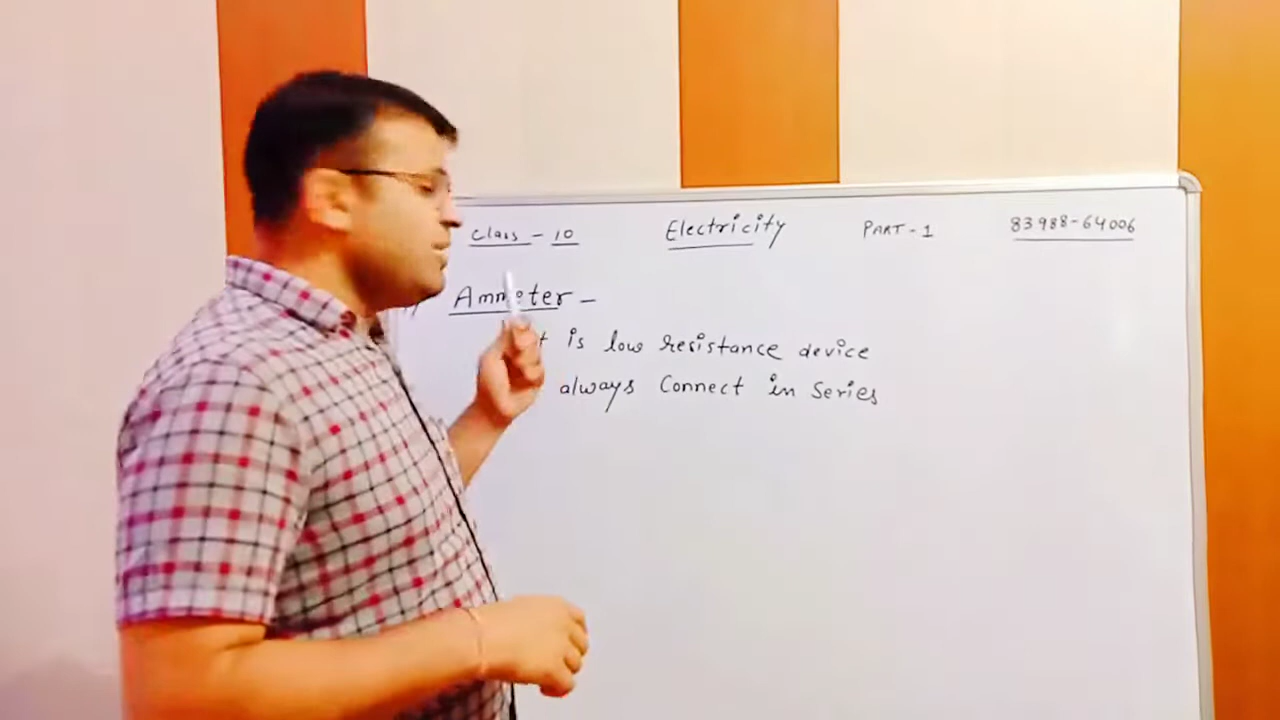 Class - 10 Electricity PART - 1 83988-64006
Ammeter -
is low resistance device
always Connect in Series